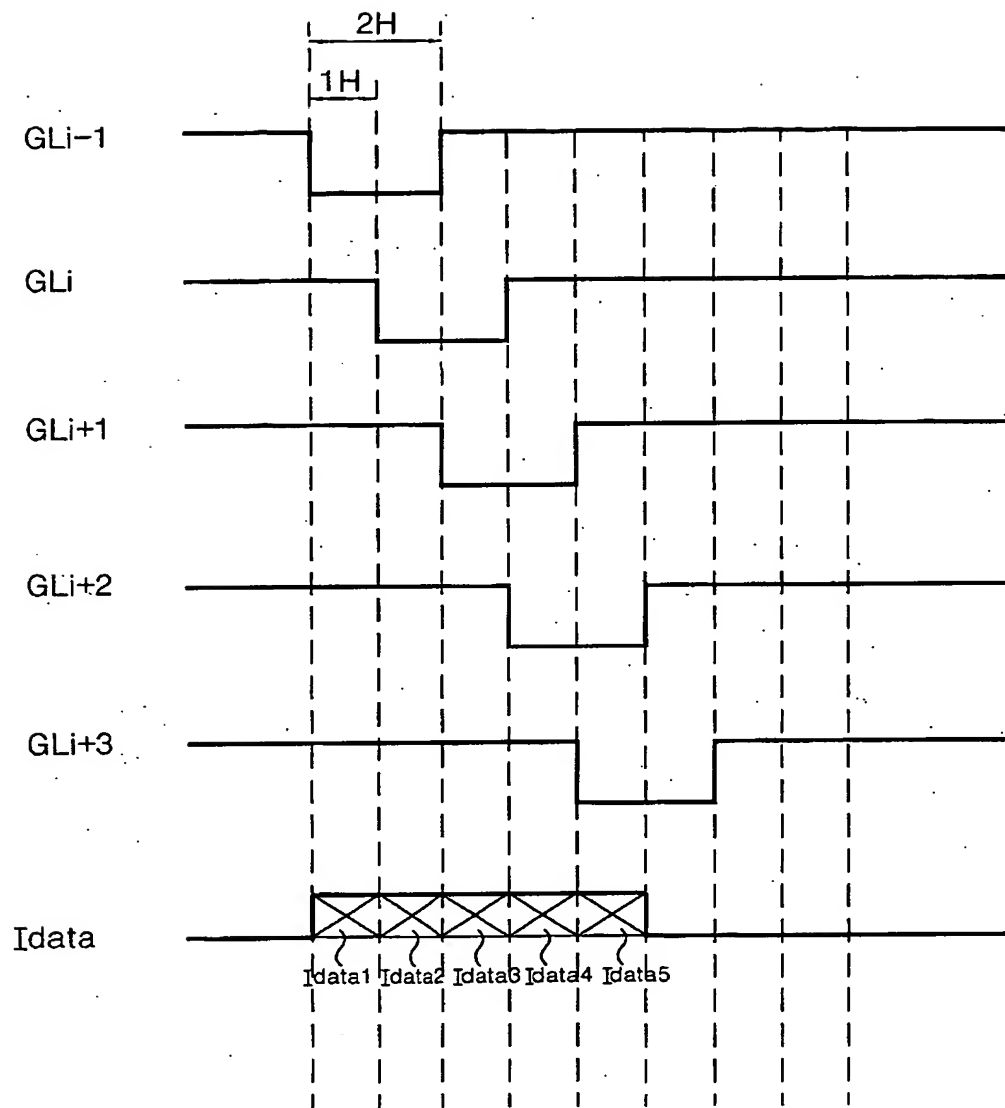 2H
1H
GLi-1
GLi
GLi+1
GLi+2
GLi+3
Idata
Idata1 Idata2 Idata3 Idata4 Idata5